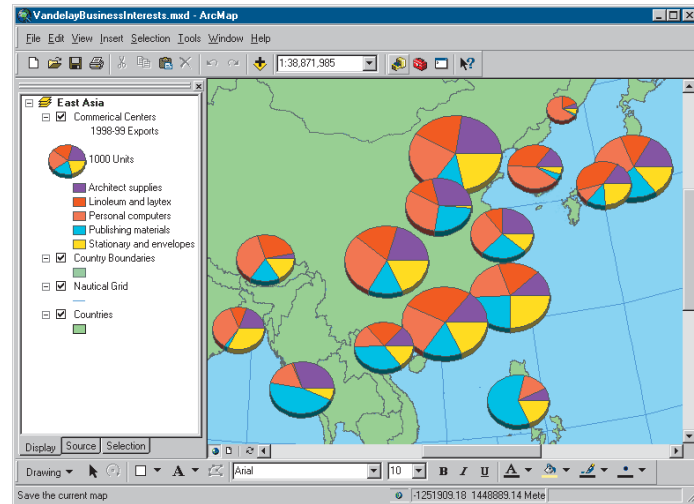 VandelayBusinessInterests.mxd - ArcMap
File Edit View Insert Selection Tools Window Help
1:38,871,985
East Asia
Commerical Centers
1998-99 Exports
1000 Units
Architect supplies
Linoleum and laytex
Personal computers
Publishing materials
Stationary and envelopes
Country Boundaries
Nautical Grid
Countries
Display Source Selection
Drawing A Arial 10 B I U A
Save the current map -1251909.18 1448889.14 Mete